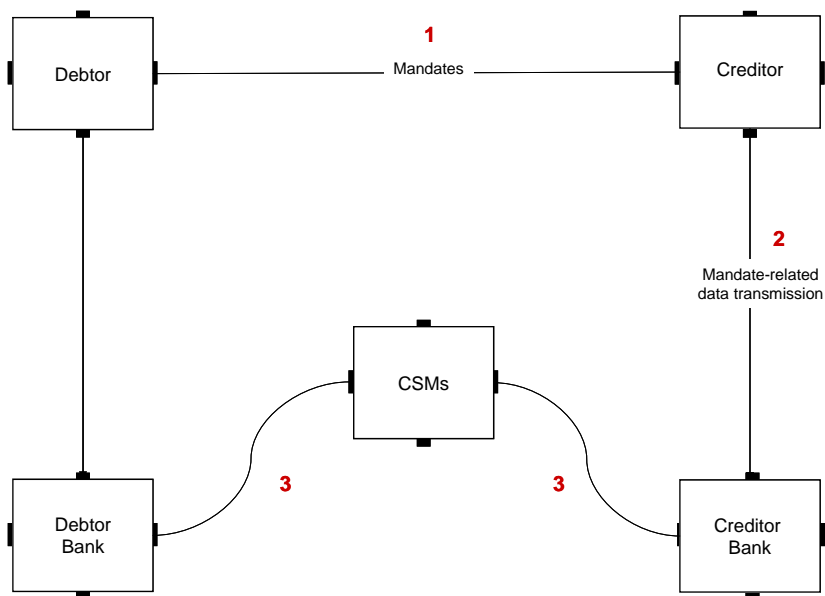 1
Debtor
Mandates
Creditor
2
Mandate-related
data transmission
CSMs
3
3
Debtor
Bank
Creditor
Bank